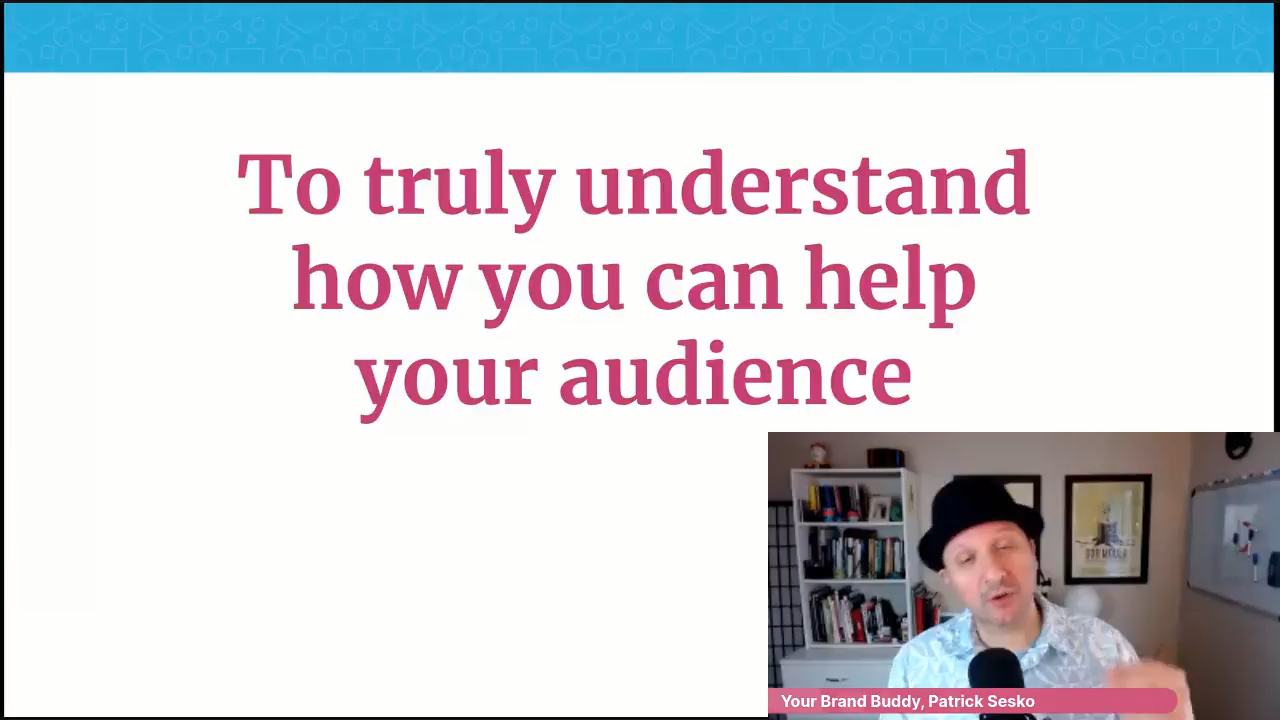 To truly understand
how you can help
your audience
Your Brand Buddy, Patrick Sesko